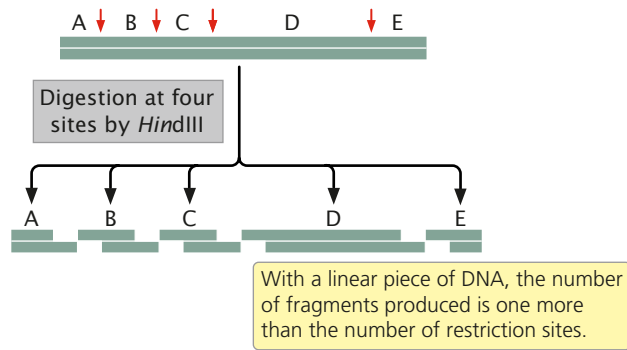 A B C D E
Digestion at four
sites by HindIII
A B C D E
With a linear piece of DNA, the number
of fragments produced is one more
than the number of restriction sites.